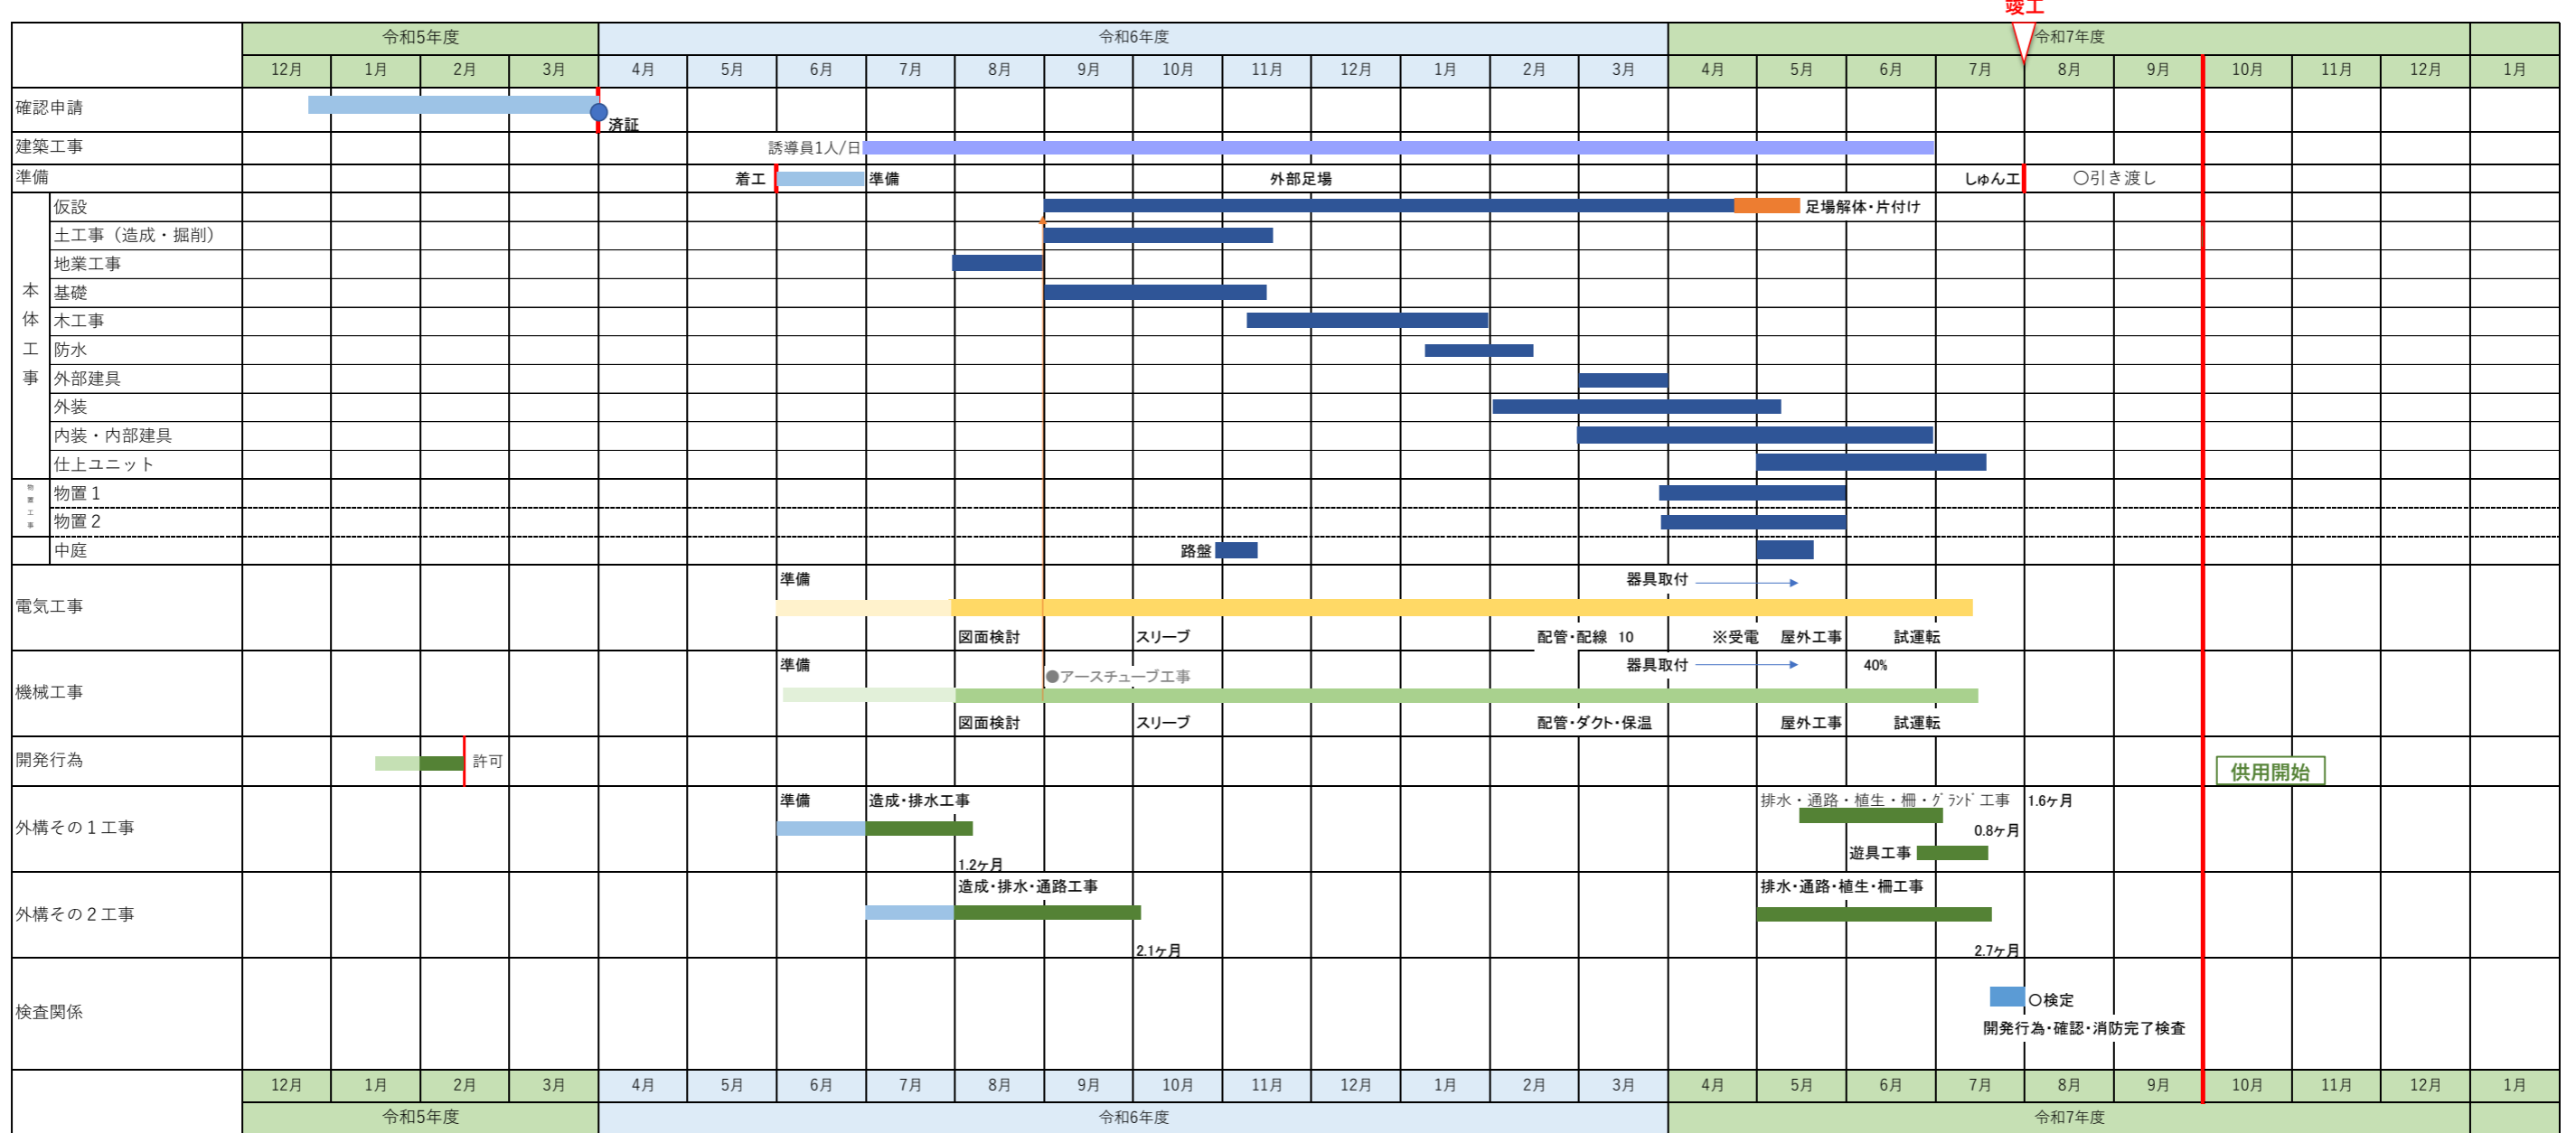 竣工
令和5年度 令和6年度 令和7年度
12月 1月 2月 3月 4月 5月 6月 7月 8月 9月 10月 11月 12月 1月 2月 3月 4月 5月 6月 7月 8月 9月 10月 11月 12月 1月
確認申請
済証
建築工事 誘導員1人/日
準備 着工 準備 外部足場 しゅん工 〇引き渡し
本体工事
仮設 足場解体・片付け
土工事（造成・掘削）
地業工事
基礎
木工事
防水
外部建具
外装
内装・内部建具
仕上ユニット
物置工事
物置１
物置２
中庭 路盤
準備 器具取付
電気工事
図面検討 スリーブ 配管・配線 10 ※受電 屋外工事 試運転
準備 器具取付 40%
●アースチューブ工事
機械工事
図面検討 スリーブ 配管・ダクト・保温 屋外工事 試運転
開発行為 許可 供用開始
準備 造成・排水工事 排水・通路・植生・柵・グランド工事 1.6ヶ月
外構その１工事 0.8ヶ月
遊具工事
1.2ヶ月
造成・排水・通路工事 排水・通路・植生・柵工事
外構その２工事
2.1ヶ月 2.7ヶ月
検査関係 〇検定
開発行為・確認・消防完了検査
12月 1月 2月 3月 4月 5月 6月 7月 8月 9月 10月 11月 12月 1月 2月 3月 4月 5月 6月 7月 8月 9月 10月 11月 12月 1月
令和5年度 令和6年度 令和7年度